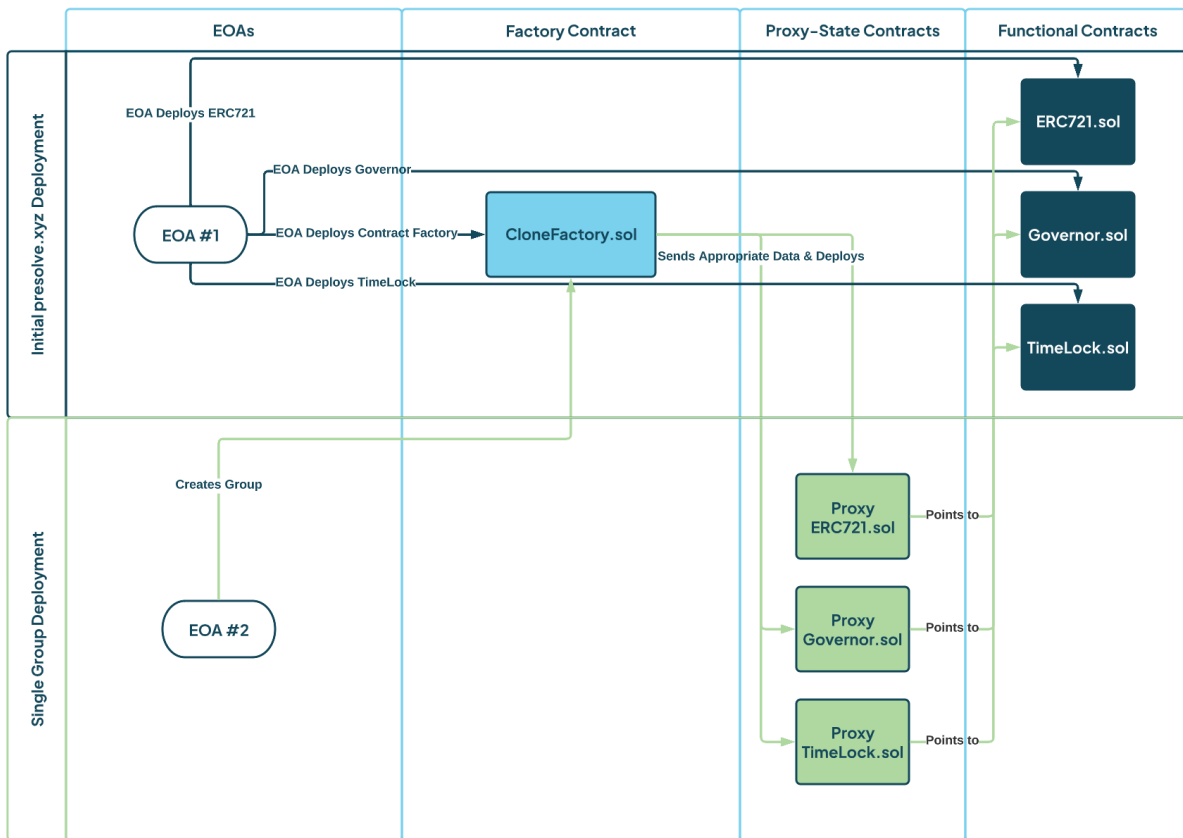 EOAs
Factory Contract
Proxy-State Contracts
Functional Contracts
Initial presolve.xyz Deployment
EOA Deploys ERC721
ERC721.sol
EOA Deploys Governor
EOA #1
EOA Deploys Contract Factory
CloneFactory.sol
Governor.sol
Sends Appropriate Data & Deploys
EOA Deploys TimeLock
TimeLock.sol
Single Group Deployment
Creates Group
Proxy
ERC721.sol
Points to
EOA #2
Proxy
Governor.sol
Points to
Proxy
TimeLock.sol
Points to